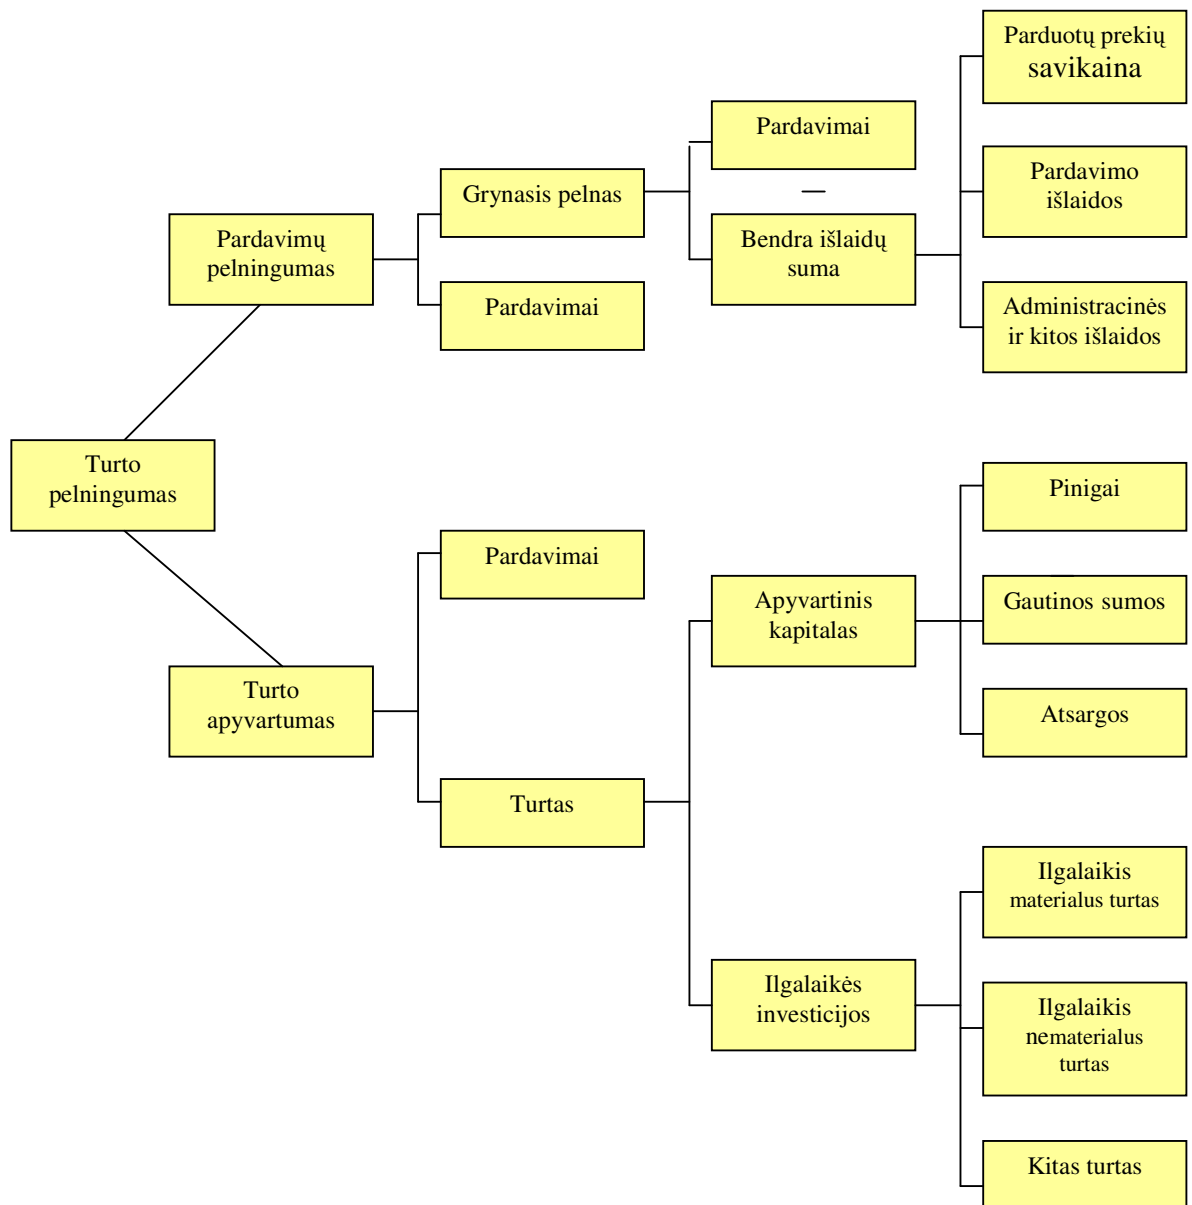 Parduotų prekių
savikaina
Pardavimai
Pardavimo
išlaidos
Grynasis pelnas
—
Pardavimų
pelningumas
Bendra išlaidų
suma
Pardavimai
Administracinės
ir kitos išlaidos
Turto
pelningumas
Pinigai
Pardavimai
Apyvartinis
kapitalas
Gautinos sumos
Turto
apyvartumas
Atsargos
Turtas
Ilgalaikis
materialus turtas
Ilgalaikės
investicijos
Ilgalaikis
nematerialus
turtas
Kitas turtas